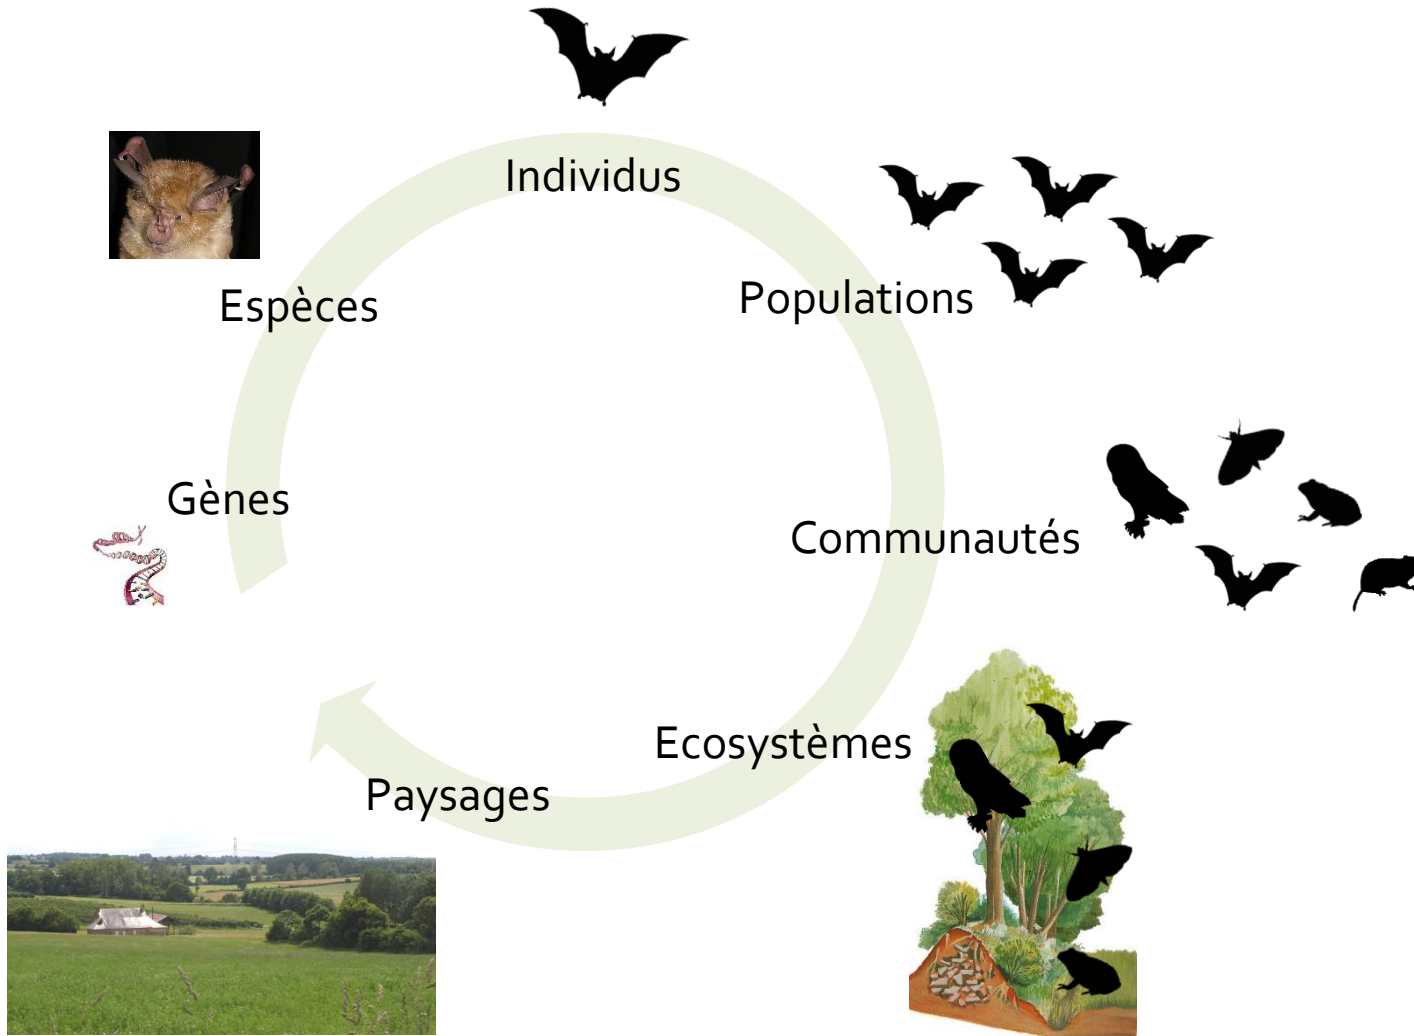 Individus
Espèces
Populations
Gènes
Communautés
Ecosystèmes
Paysages